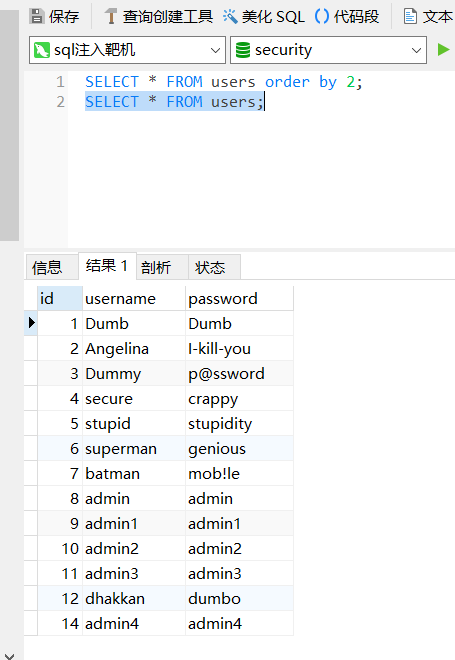 保存 查询创建工具 美化 SQL 代码段 文本
sql注入靶机 security
1 SELECT * FROM users order by 2;
2 SELECT * FROM users;
信息 结果 1 剖析 状态
id username password
1 Dumb Dumb
2 Angelina I-kill-you
3 Dummy p@ssword
4 secure crappy
5 stupid stupidity
6 superman genious
7 batman mob!le
8 admin admin
9 admin1 admin1
10 admin2 admin2
11 admin3 admin3
12 dhakkan dumbo
14 admin4 admin4